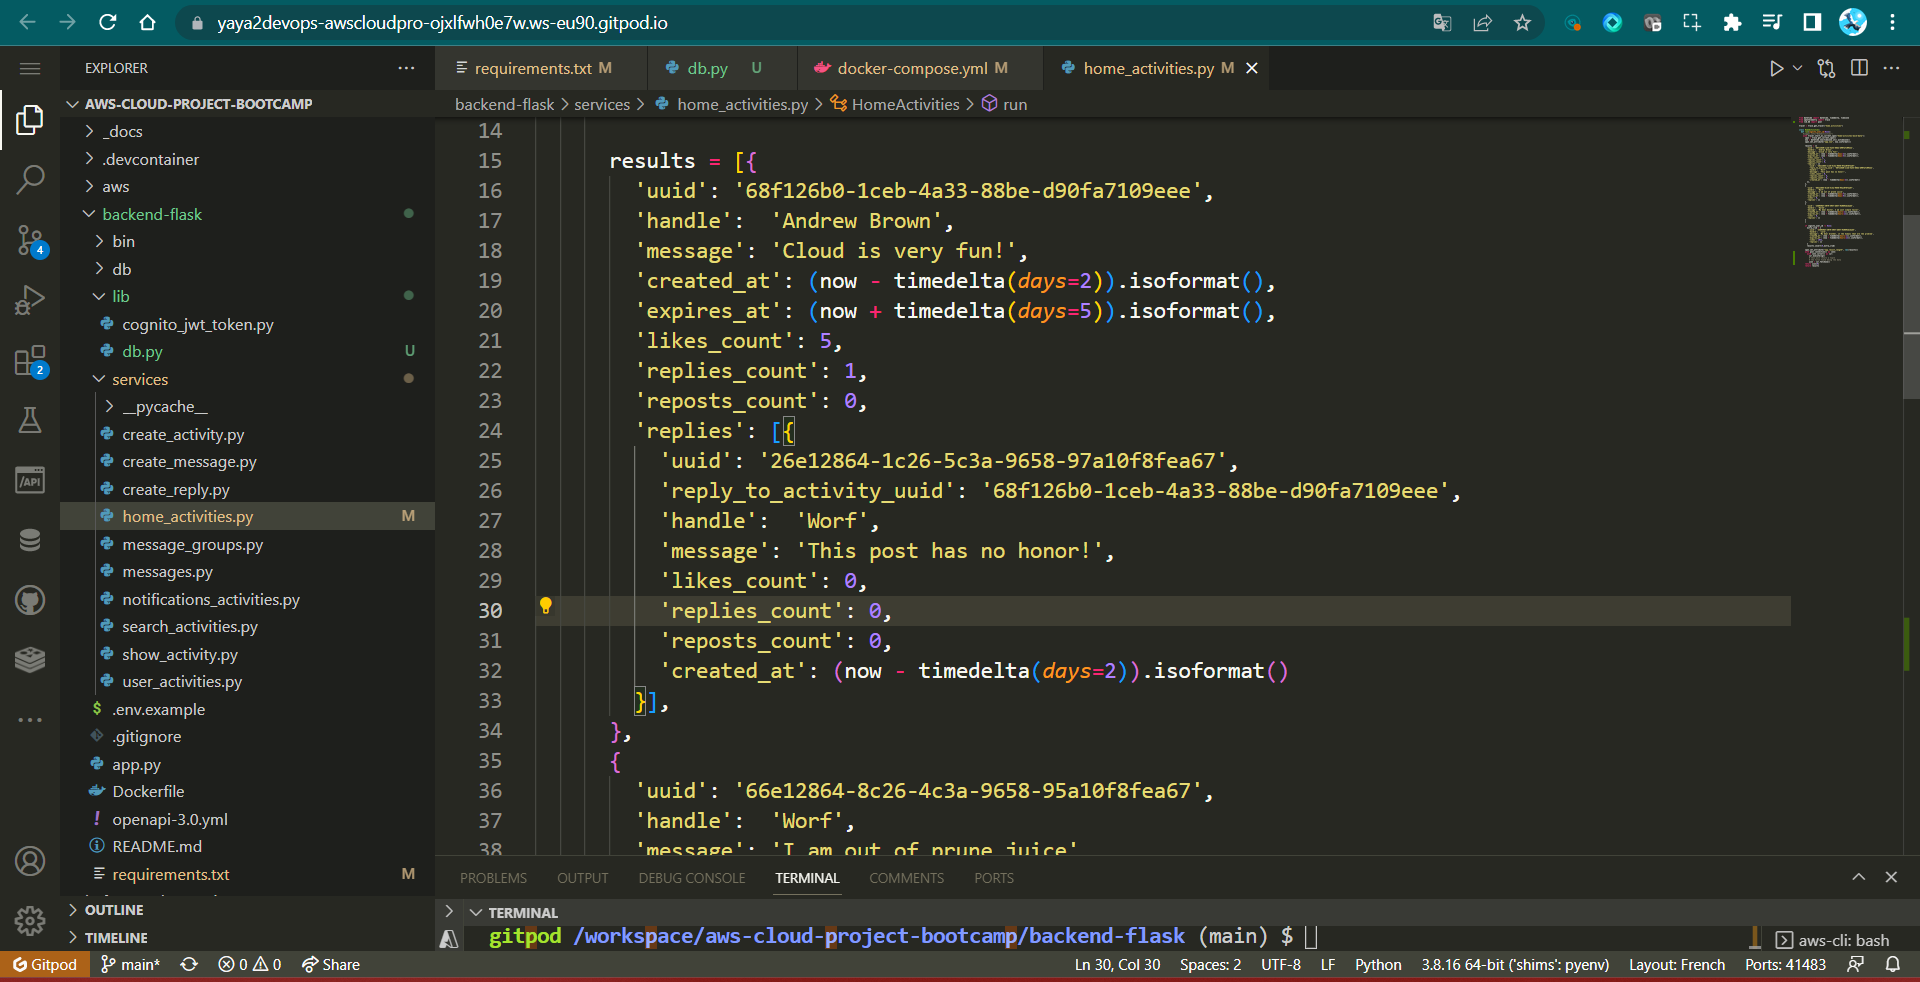 yaya2devops-awscloudpro-ojxlfwh0e7w.ws-eu90.gitpod.io
EXPLORER
AWS-CLOUD-PROJECT-BOOTCAMP
_docs
.devcontainer
aws
backend-flask
bin
db
lib
cognito_jwt_token.py
db.py U
services
__pycache__
create_activity.py
create_message.py
create_reply.py
home_activities.py M
message_groups.py
messages.py
notifications_activities.py
search_activities.py
show_activity.py
user_activities.py
.env.example
.gitignore
app.py
Dockerfile
openapi-3.0.yml
README.md
requirements.txt M
OUTLINE
TIMELINE
4
2
/API
requirements.txt M db.py U docker-compose.yml M home_activities.py M
backend-flask > services > home_activities.py > HomeActivities > run
14
15 results = [{
16 'uuid': '68f126b0-1ceb-4a33-88be-d90fa7109eee',
17 'handle':  'Andrew Brown',
18 'message': 'Cloud is very fun!',
19 'created_at': (now - timedelta(days=2)).isoformat(),
20 'expires_at': (now + timedelta(days=5)).isoformat(),
21 'likes_count': 5,
22 'replies_count': 1,
23 'reposts_count': 0,
24 'replies': [{
25 'uuid': '26e12864-1c26-5c3a-9658-97a10f8fea67',
26 'reply_to_activity_uuid': '68f126b0-1ceb-4a33-88be-d90fa7109eee',
27 'handle':  'Worf',
28 'message': 'This post has no honor!',
29 'likes_count': 0,
30 'replies_count': 0,
31 'reposts_count': 0,
32 'created_at': (now - timedelta(days=2)).isoformat()
33 }],
34 },
35 {
36 'uuid': '66e12864-8c26-4c3a-9658-95a10f8fea67',
37 'handle':  'Worf',
38 'message': 'I am out of prune juice'
PROBLEMS OUTPUT DEBUG CONSOLE TERMINAL COMMENTS PORTS
TERMINAL
gitpod /workspace/aws-cloud-project-bootcamp/backend-flask (main) $
aws-cli: bash
Gitpod main* 0 0 Share Ln 30, Col 30 Spaces: 2 UTF-8 LF Python 3.8.16 64-bit ('shims': pyenv) Layout: French Ports: 41483